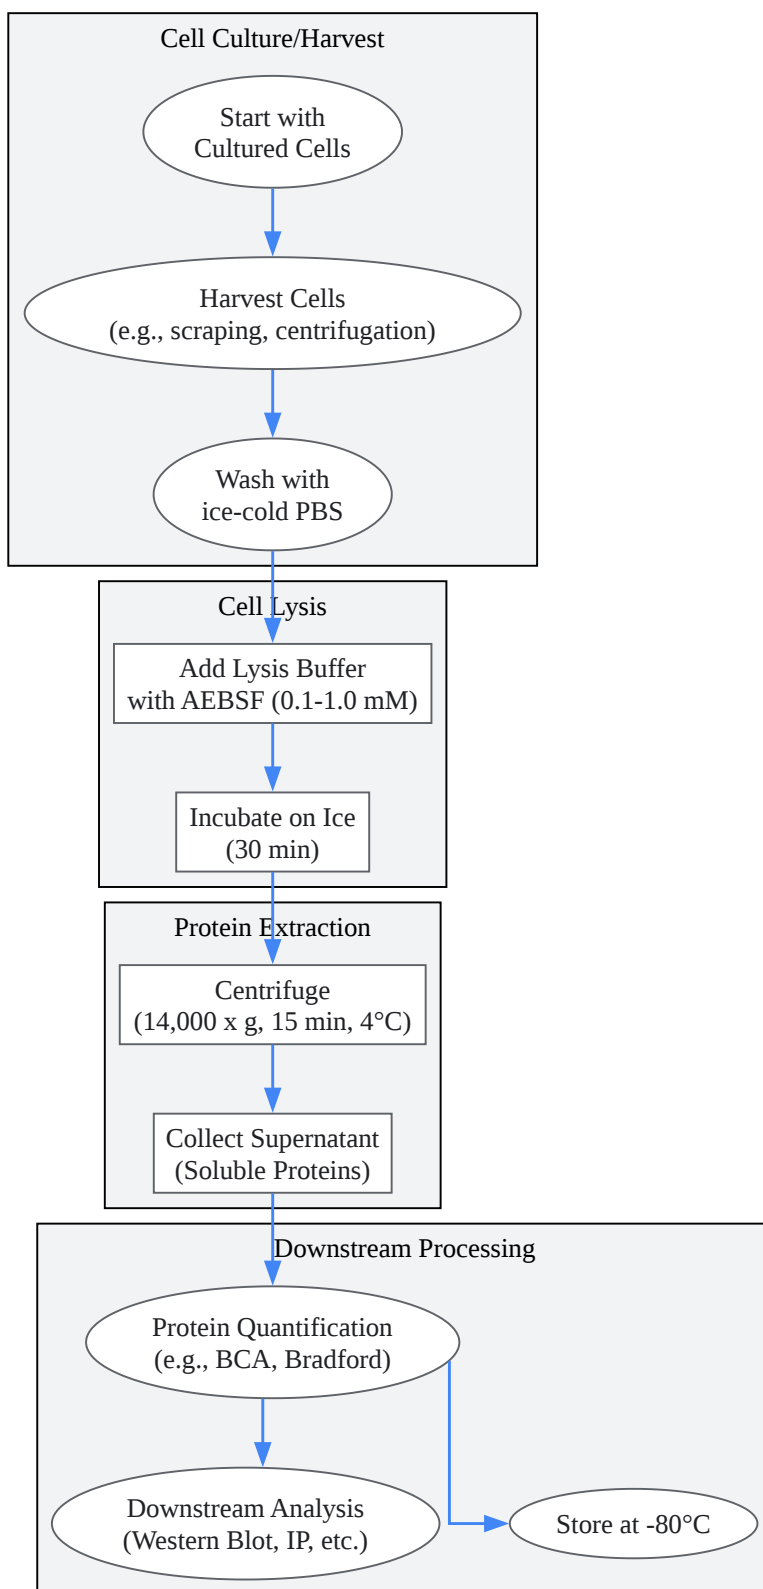 Cell Culture/Harvest
Start with
Cultured Cells
Harvest Cells
(e.g., scraping, centrifugation)
Wash with
ice-cold PBS
Cell Lysis
Add Lysis Buffer
with AEBSF (0.1-1.0 mM)
Incubate on Ice
(30 min)
Protein Extraction
Centrifuge
(14,000 x g, 15 min, 4°C)
Collect Supernatant
(Soluble Proteins)
Downstream Processing
Protein Quantification
(e.g., BCA, Bradford)
Downstream Analysis
(Western Blot, IP, etc.)
Store at -80°C